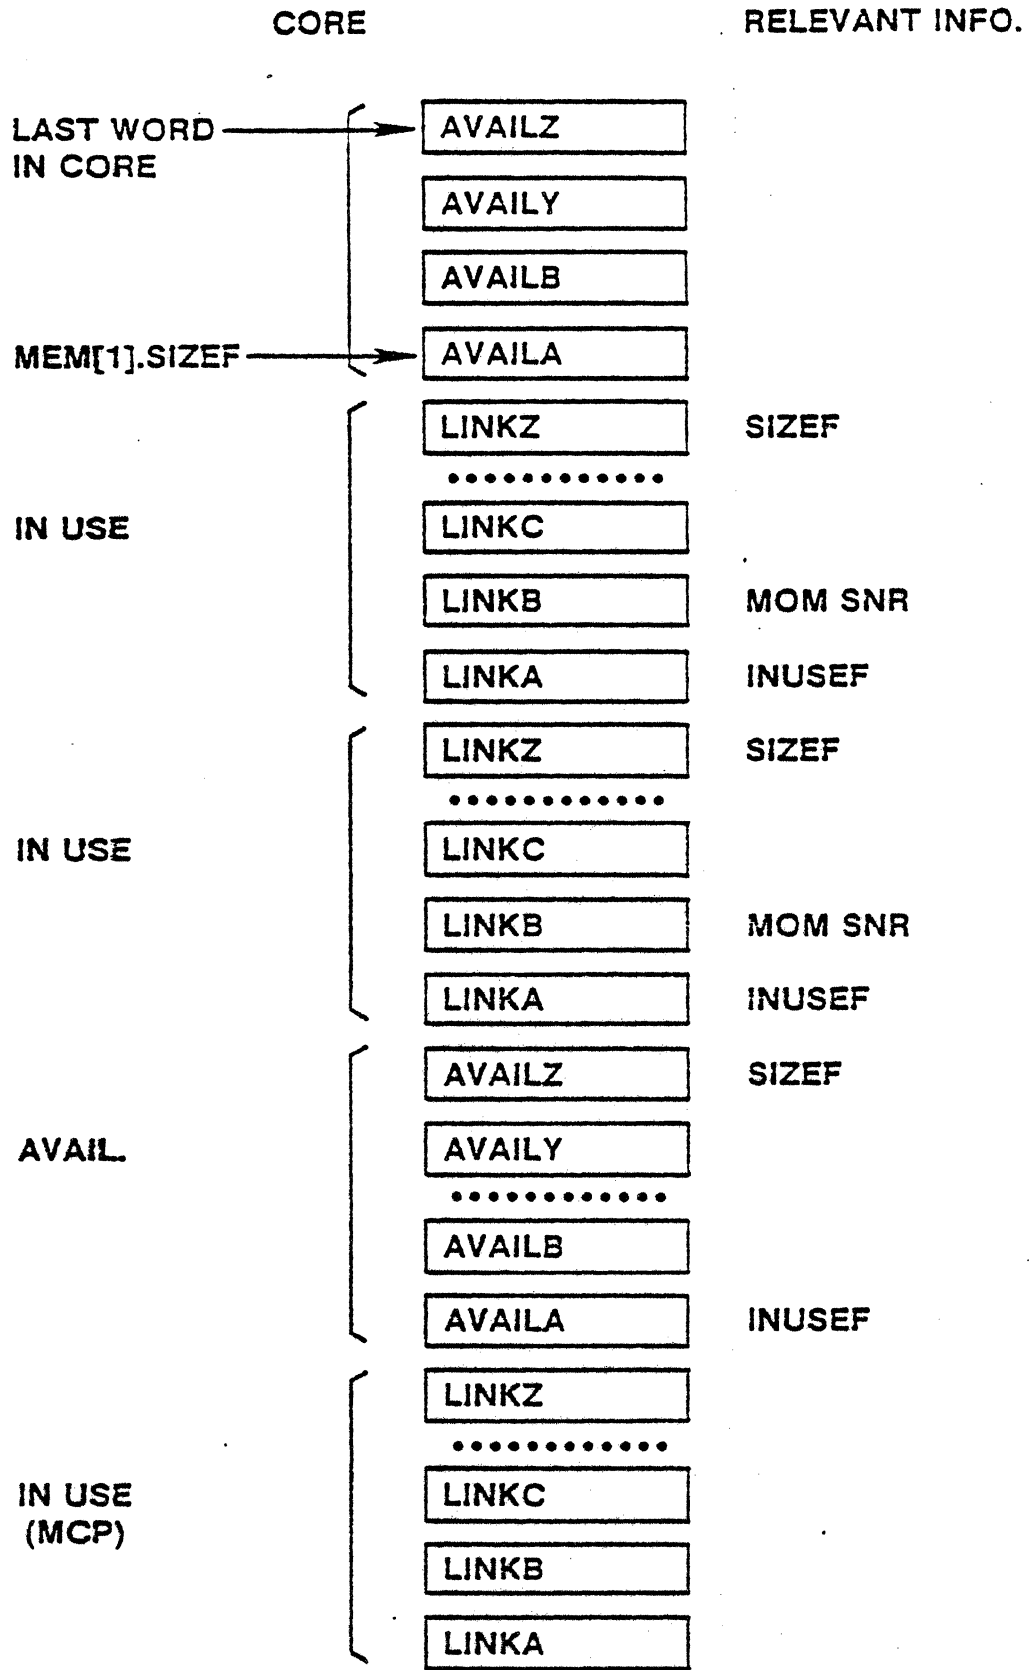 CORE RELEVANT INFO.
LAST WORD AVAILZ
IN CORE
AVAILY
AVAILB
MEM[1].SIZEF AVAILA
LINKZ SIZEF
IN USE LINKC
LINKB MOM SNR
LINKA INUSEF
LINKZ SIZEF
IN USE LINKC
LINKB MOM SNR
LINKA INUSEF
AVAILZ SIZEF
AVAIL. AVAILY
AVAILB
AVAILA INUSEF
LINKZ
IN USE LINKC
(MCP)
LINKB
LINKA